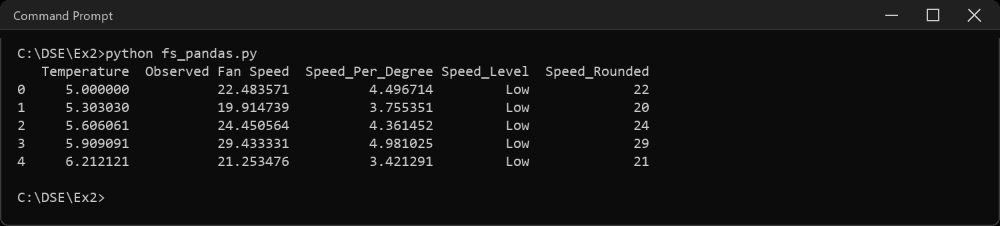 Command Prompt
C:\DSE\Ex2>python fs_pandas.py
   Temperature  Observed Fan Speed  Speed_Per_Degree Speed_Level  Speed_Rounded
0     5.000000           22.483571          4.496714         Low             22
1     5.303030           19.914739          3.755351         Low             20
2     5.606061           24.450564          4.361452         Low             24
3     5.909091           29.433331          4.981025         Low             29
4     6.212121           21.253476          3.421291         Low             21
C:\DSE\Ex2>